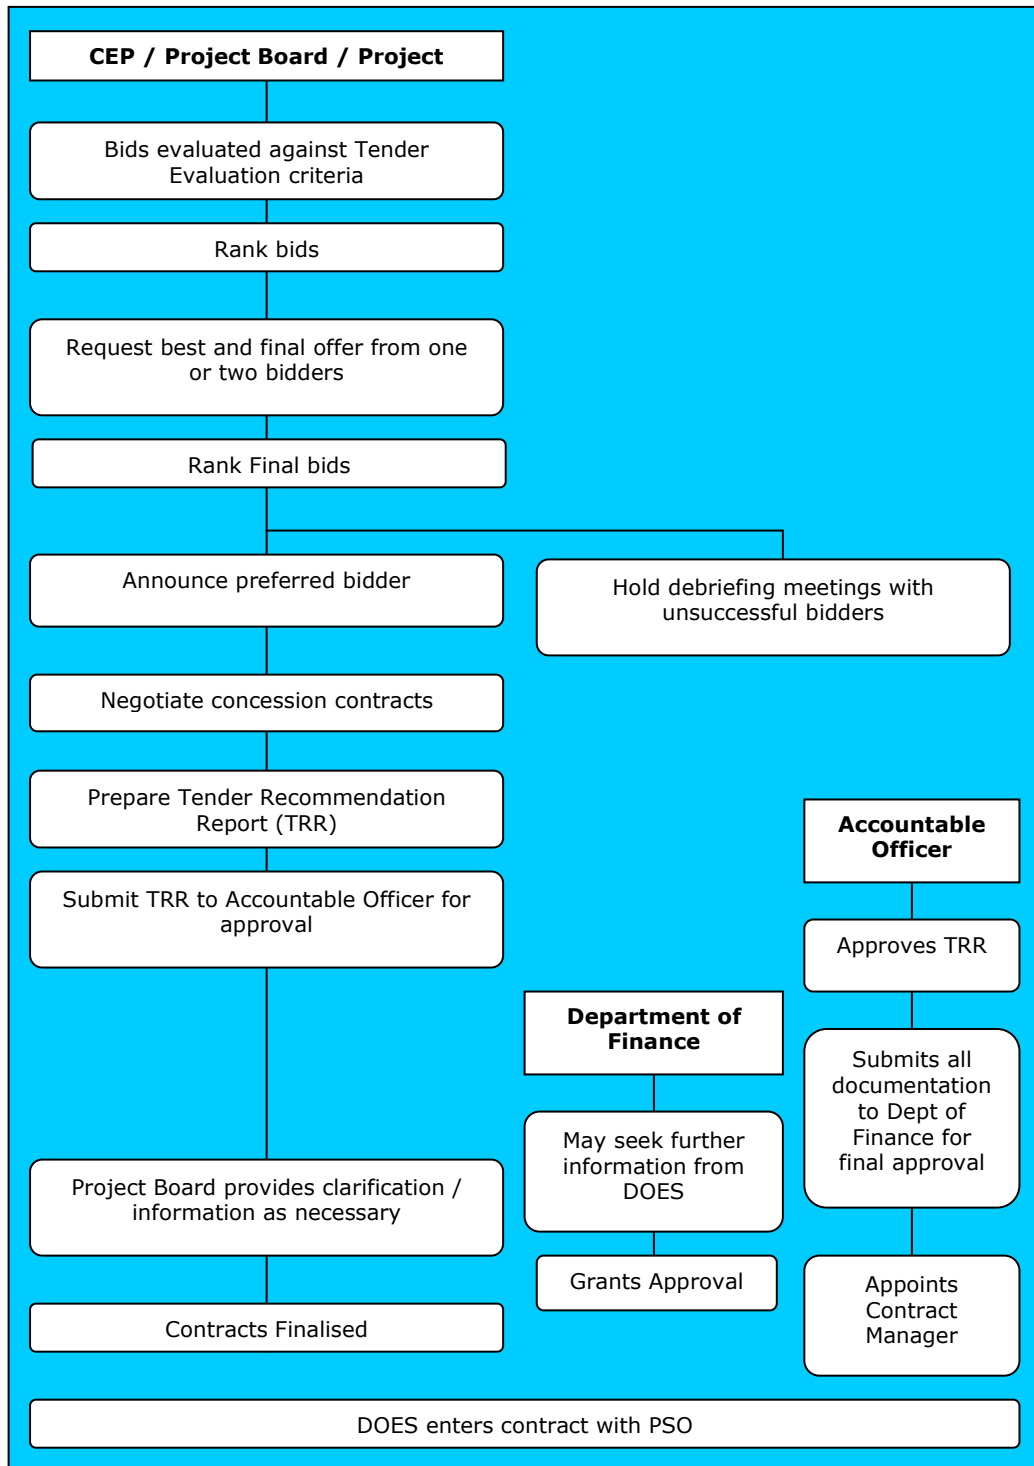 CEP / Project Board / Project
Bids evaluated against Tender
Evaluation criteria
Rank bids
Request best and final offer from one
or two bidders
Rank Final bids
Announce preferred bidder
Hold debriefing meetings with
unsuccessful bidders
Negotiate concession contracts
Prepare Tender Recommendation
Report (TRR)
Submit TRR to Accountable Officer for
approval
Project Board provides clarification /
information as necessary
Contracts Finalised
Department of
Finance
May seek further
information from
DOES
Grants Approval
Accountable
Officer
Approves TRR
Submits all
documentation
to Dept of
Finance for
final approval
Appoints
Contract
Manager
DOES enters contract with PSO